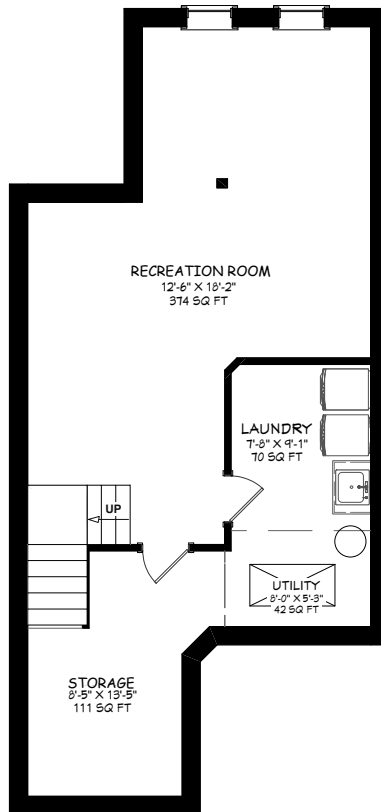 RECREATION ROOM
12'-6" X 18'-2"
374 SQ FT
LAUNDRY
7'-8" X 9'-1"
70 SQ FT
UP
UTILITY
8'-0" X 5'-3"
42 SQ FT
STORAGE
8'-5" X 13'-5"
111 SQ FT